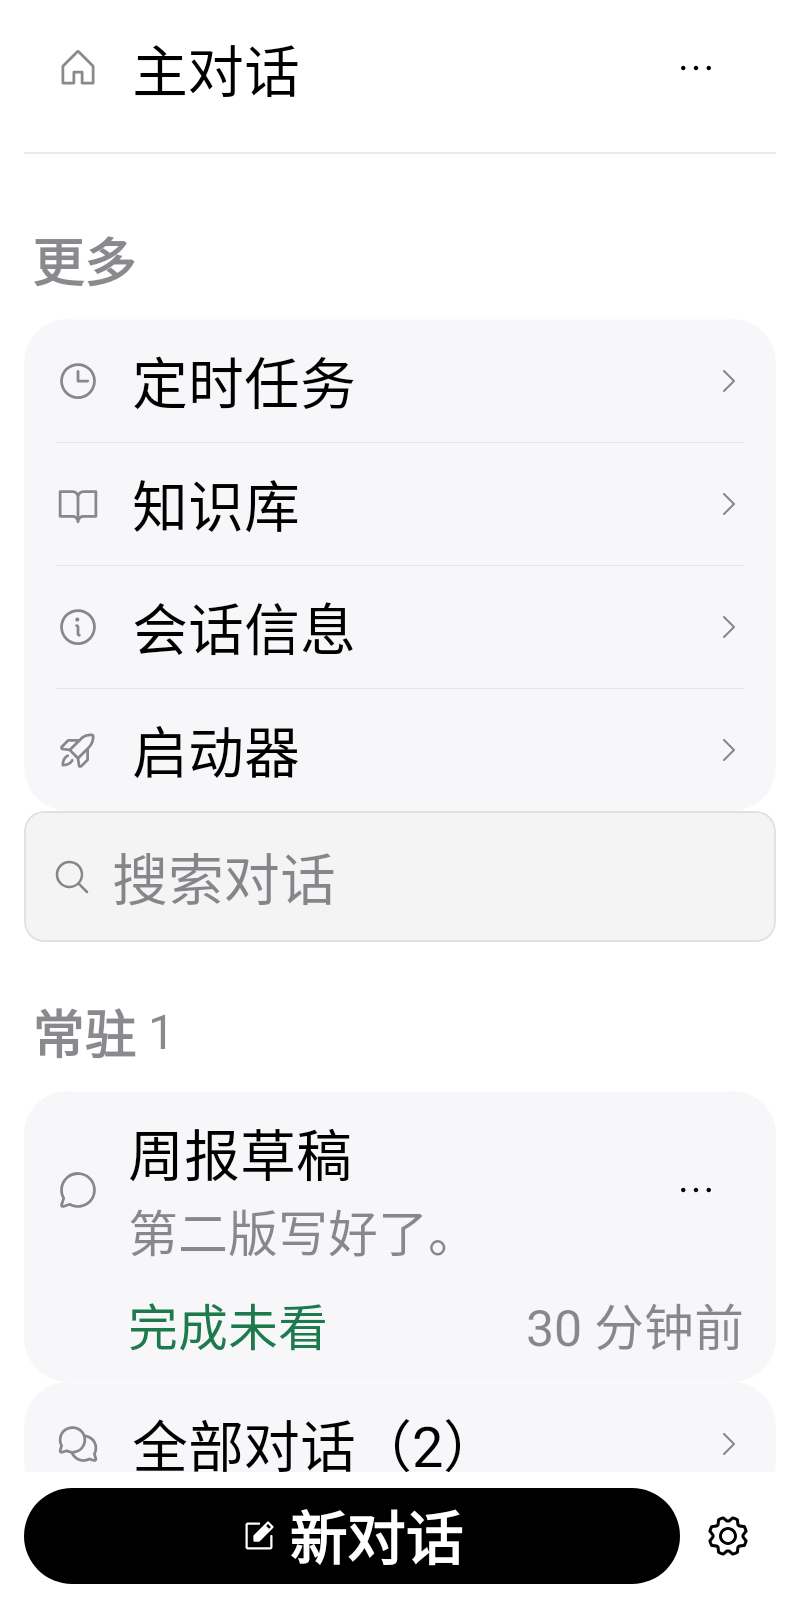 主对话
更多
定时任务
知识库
会话信息
启动器
搜索对话
常驻 1
周报草稿
第二版写好了。
完成未看 30 分钟前
全部对话（2）
新对话